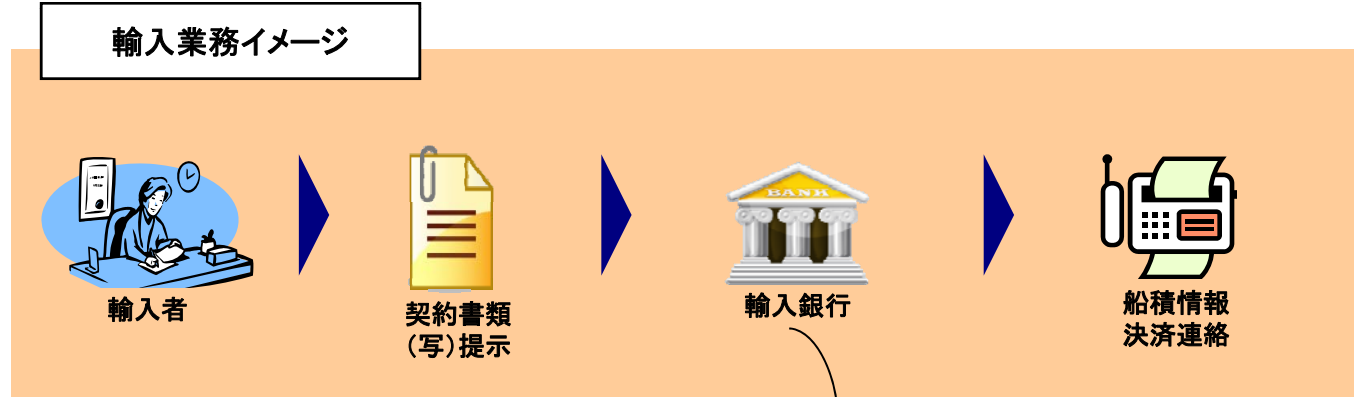 輸入業務イメージ
BANK
輸入者
契約書類
（写）提示
輸入銀行
船積情報
決済連絡